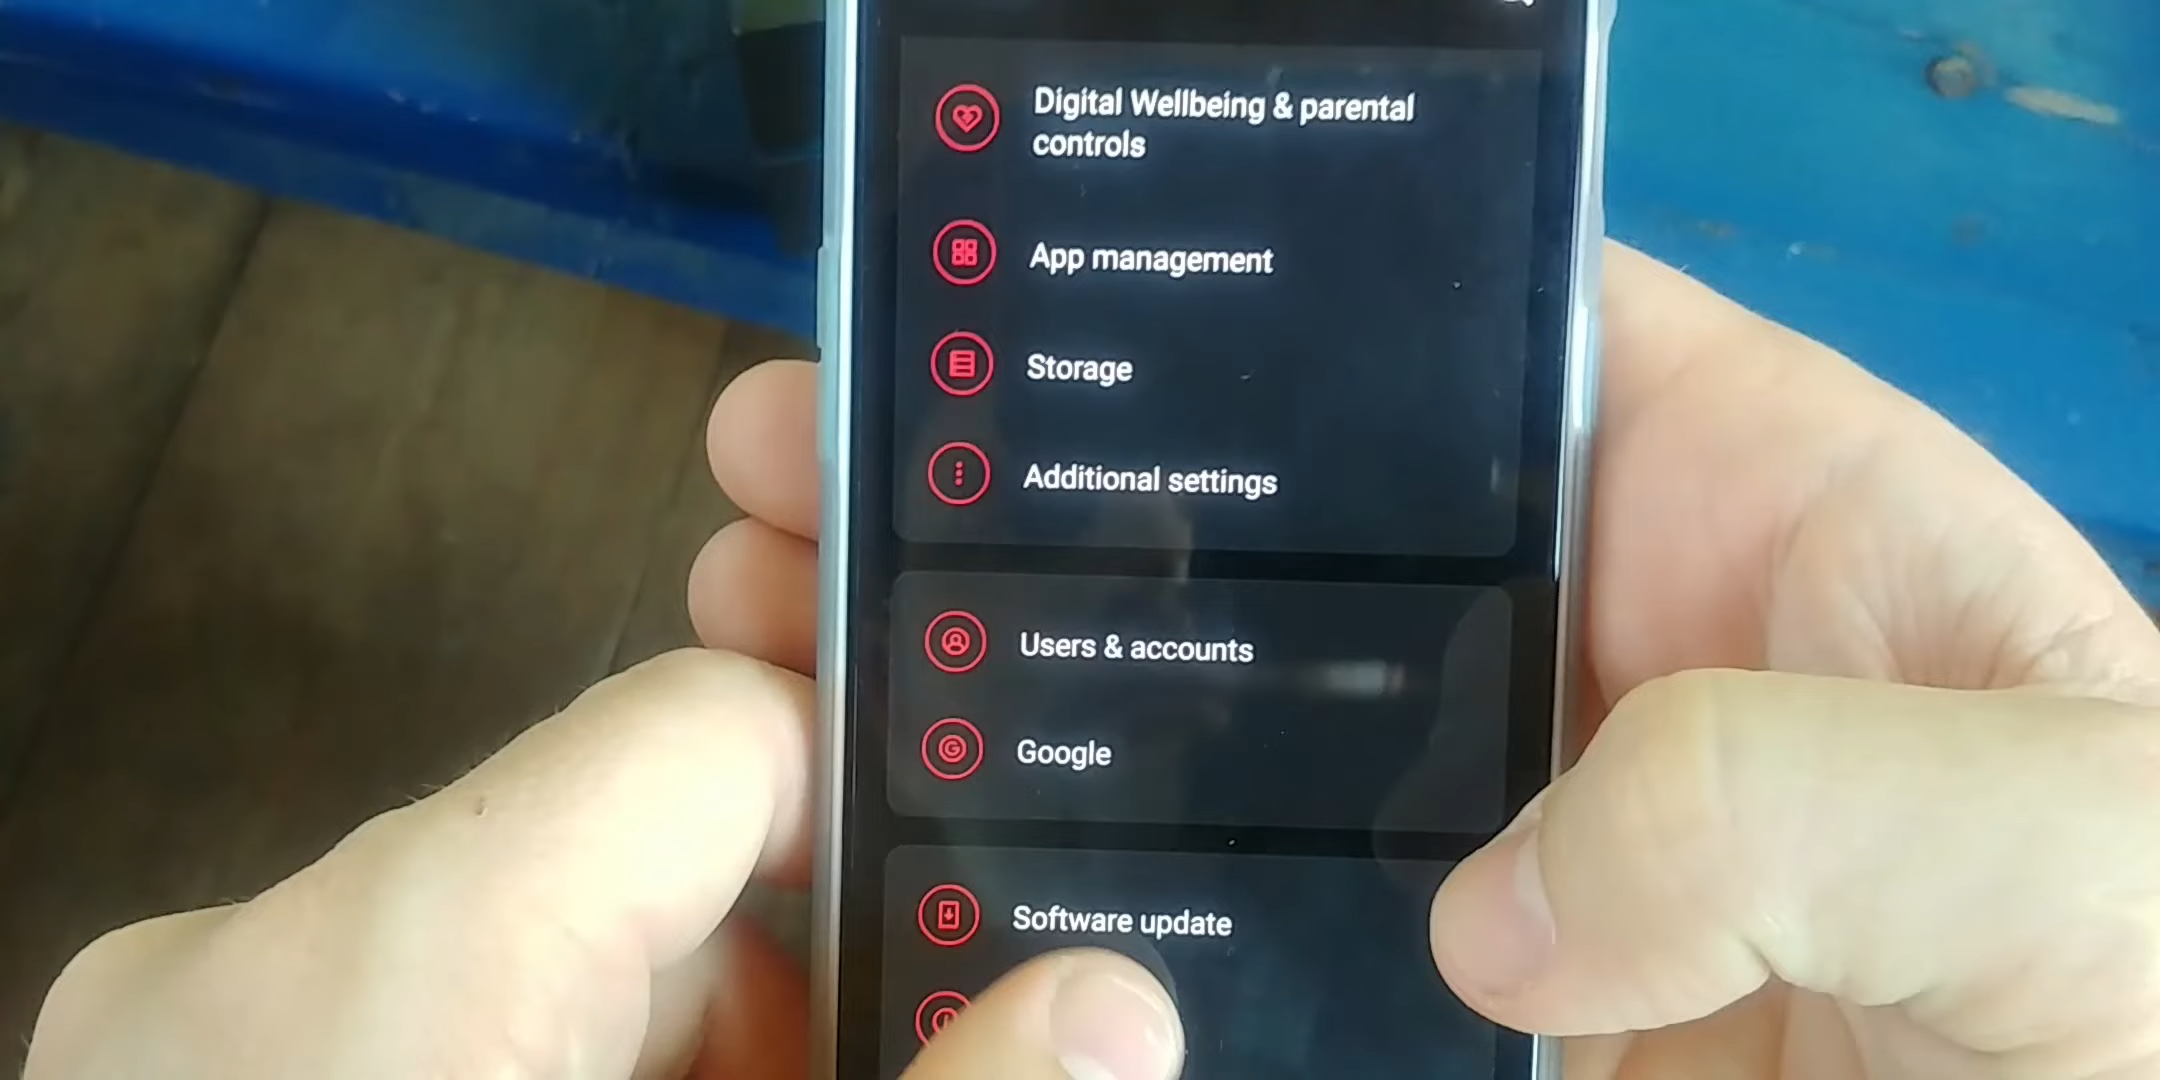 Digital Wellbeing & parental
controls
App management
Storage
Additional settings
Users & accounts
Google
Software update